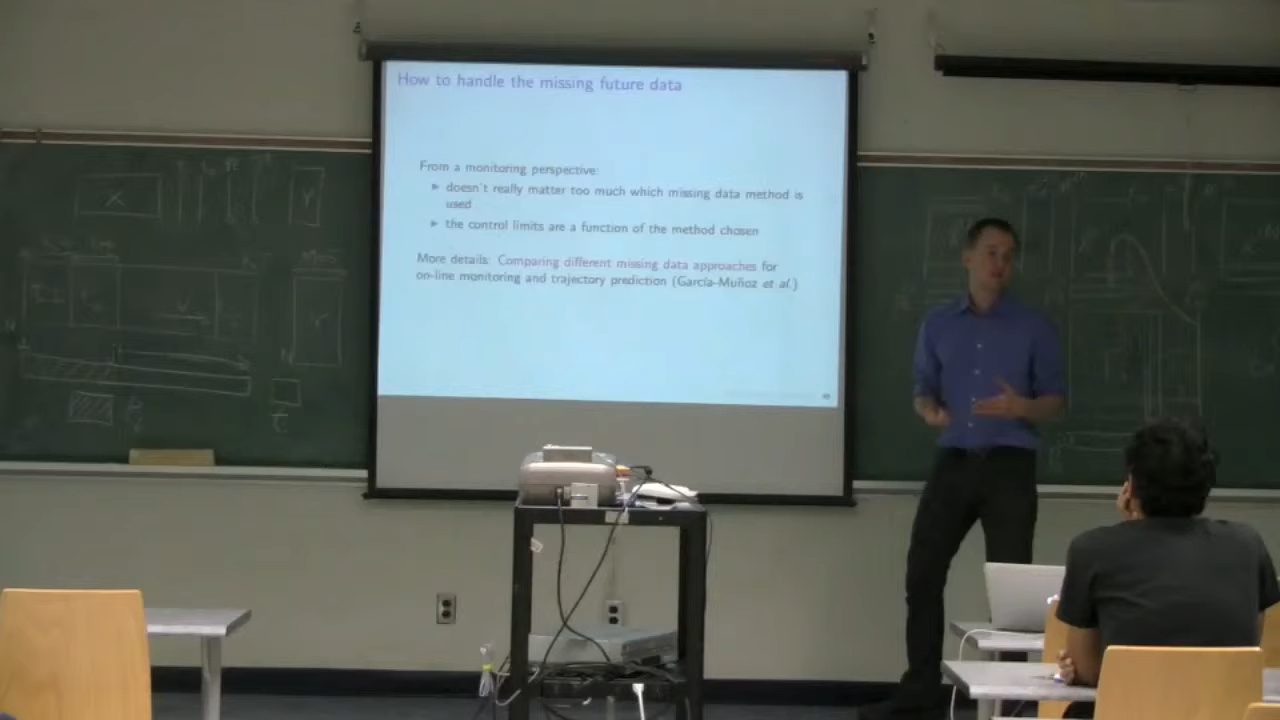 How to handle the missing future data
From a monitoring perspective:
doesn't really matter too much which missing data method is
used
the control limits are a function of the method chosen
More details: Comparing different missing data approaches for
on-line monitoring and trajectory prediction (García-Muñoz et al.)
X
Y